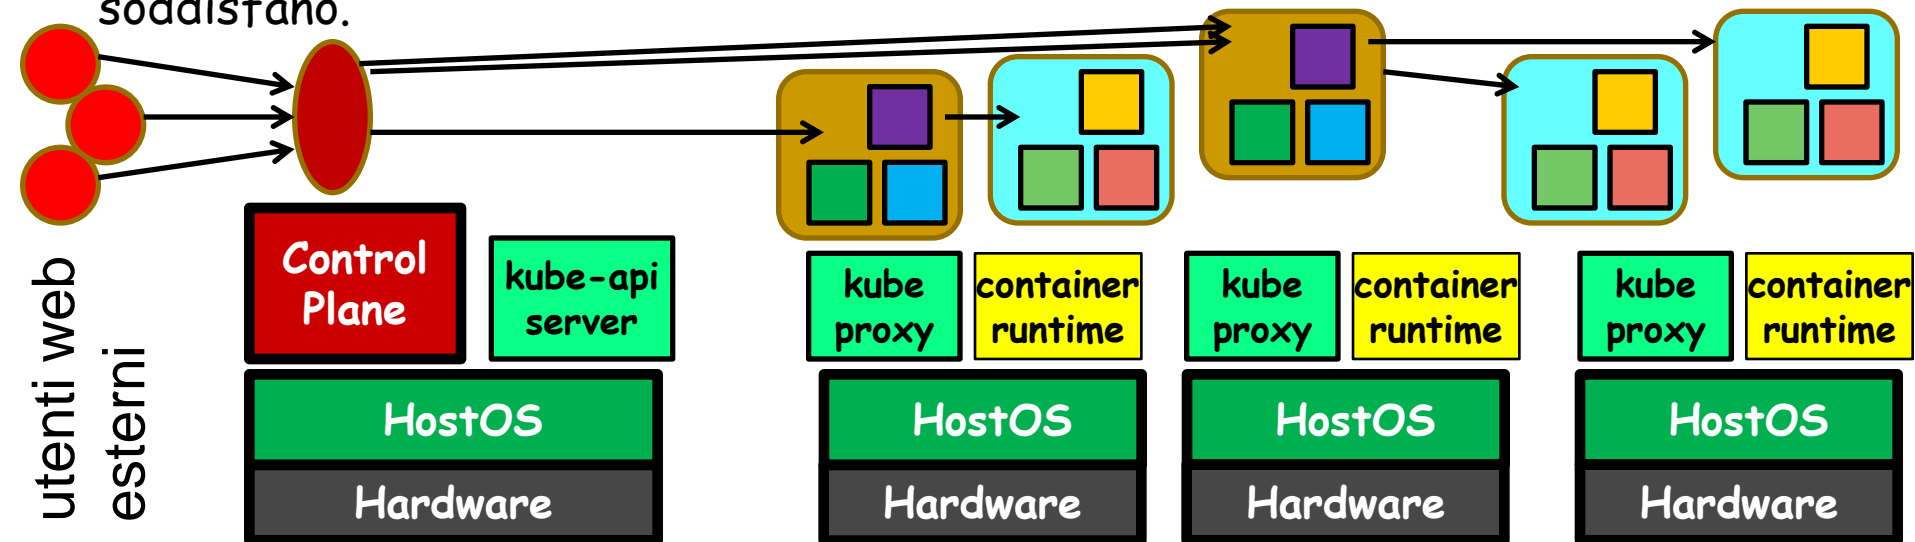 soddisfano.
utenti web
esterni
Control
Plane
kube-api
server
kube
proxy
container
runtime
kube
proxy
container
runtime
kube
proxy
container
runtime
HostOS
HostOS
HostOS
HostOS
Hardware
Hardware
Hardware
Hardware